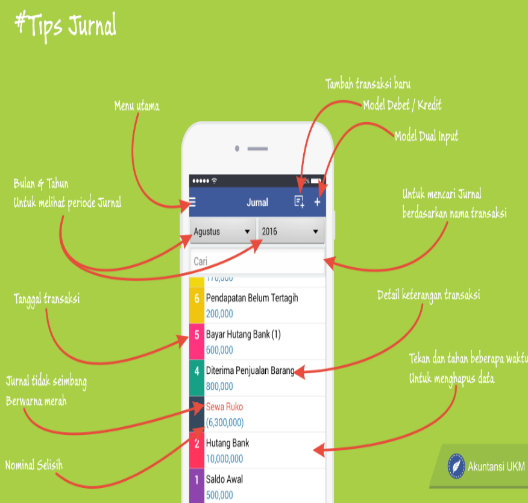 #Tips Jurnal
Tambah transaksi baru
Model Debet / Kredit
Model Dual Input
Menu utama
Bulan & Tahun
Untuk melihat periode Jurnal
Untuk mencari Jurnal
berdasarkan nama transaksi
Tanggal transaksi
Detail keterangan transaksi
Jurnal tidak seimbang
Berwarna merah
Tekan dan tahan beberapa waktu
Untuk menghapus data
Nominal Selisih
Jurnal
Agustus
2016
Cari
110,000
6 Pendapatan Belum Tertagih
200,000
5 Bayar Hutang Bank (1)
600,000
4 Diterima Penjualan Barang
800,000
Sewa Ruko
(6,300,000)
2 Hutang Bank
10,000,000
1 Saldo Awal
500,000
Akuntansi UKM